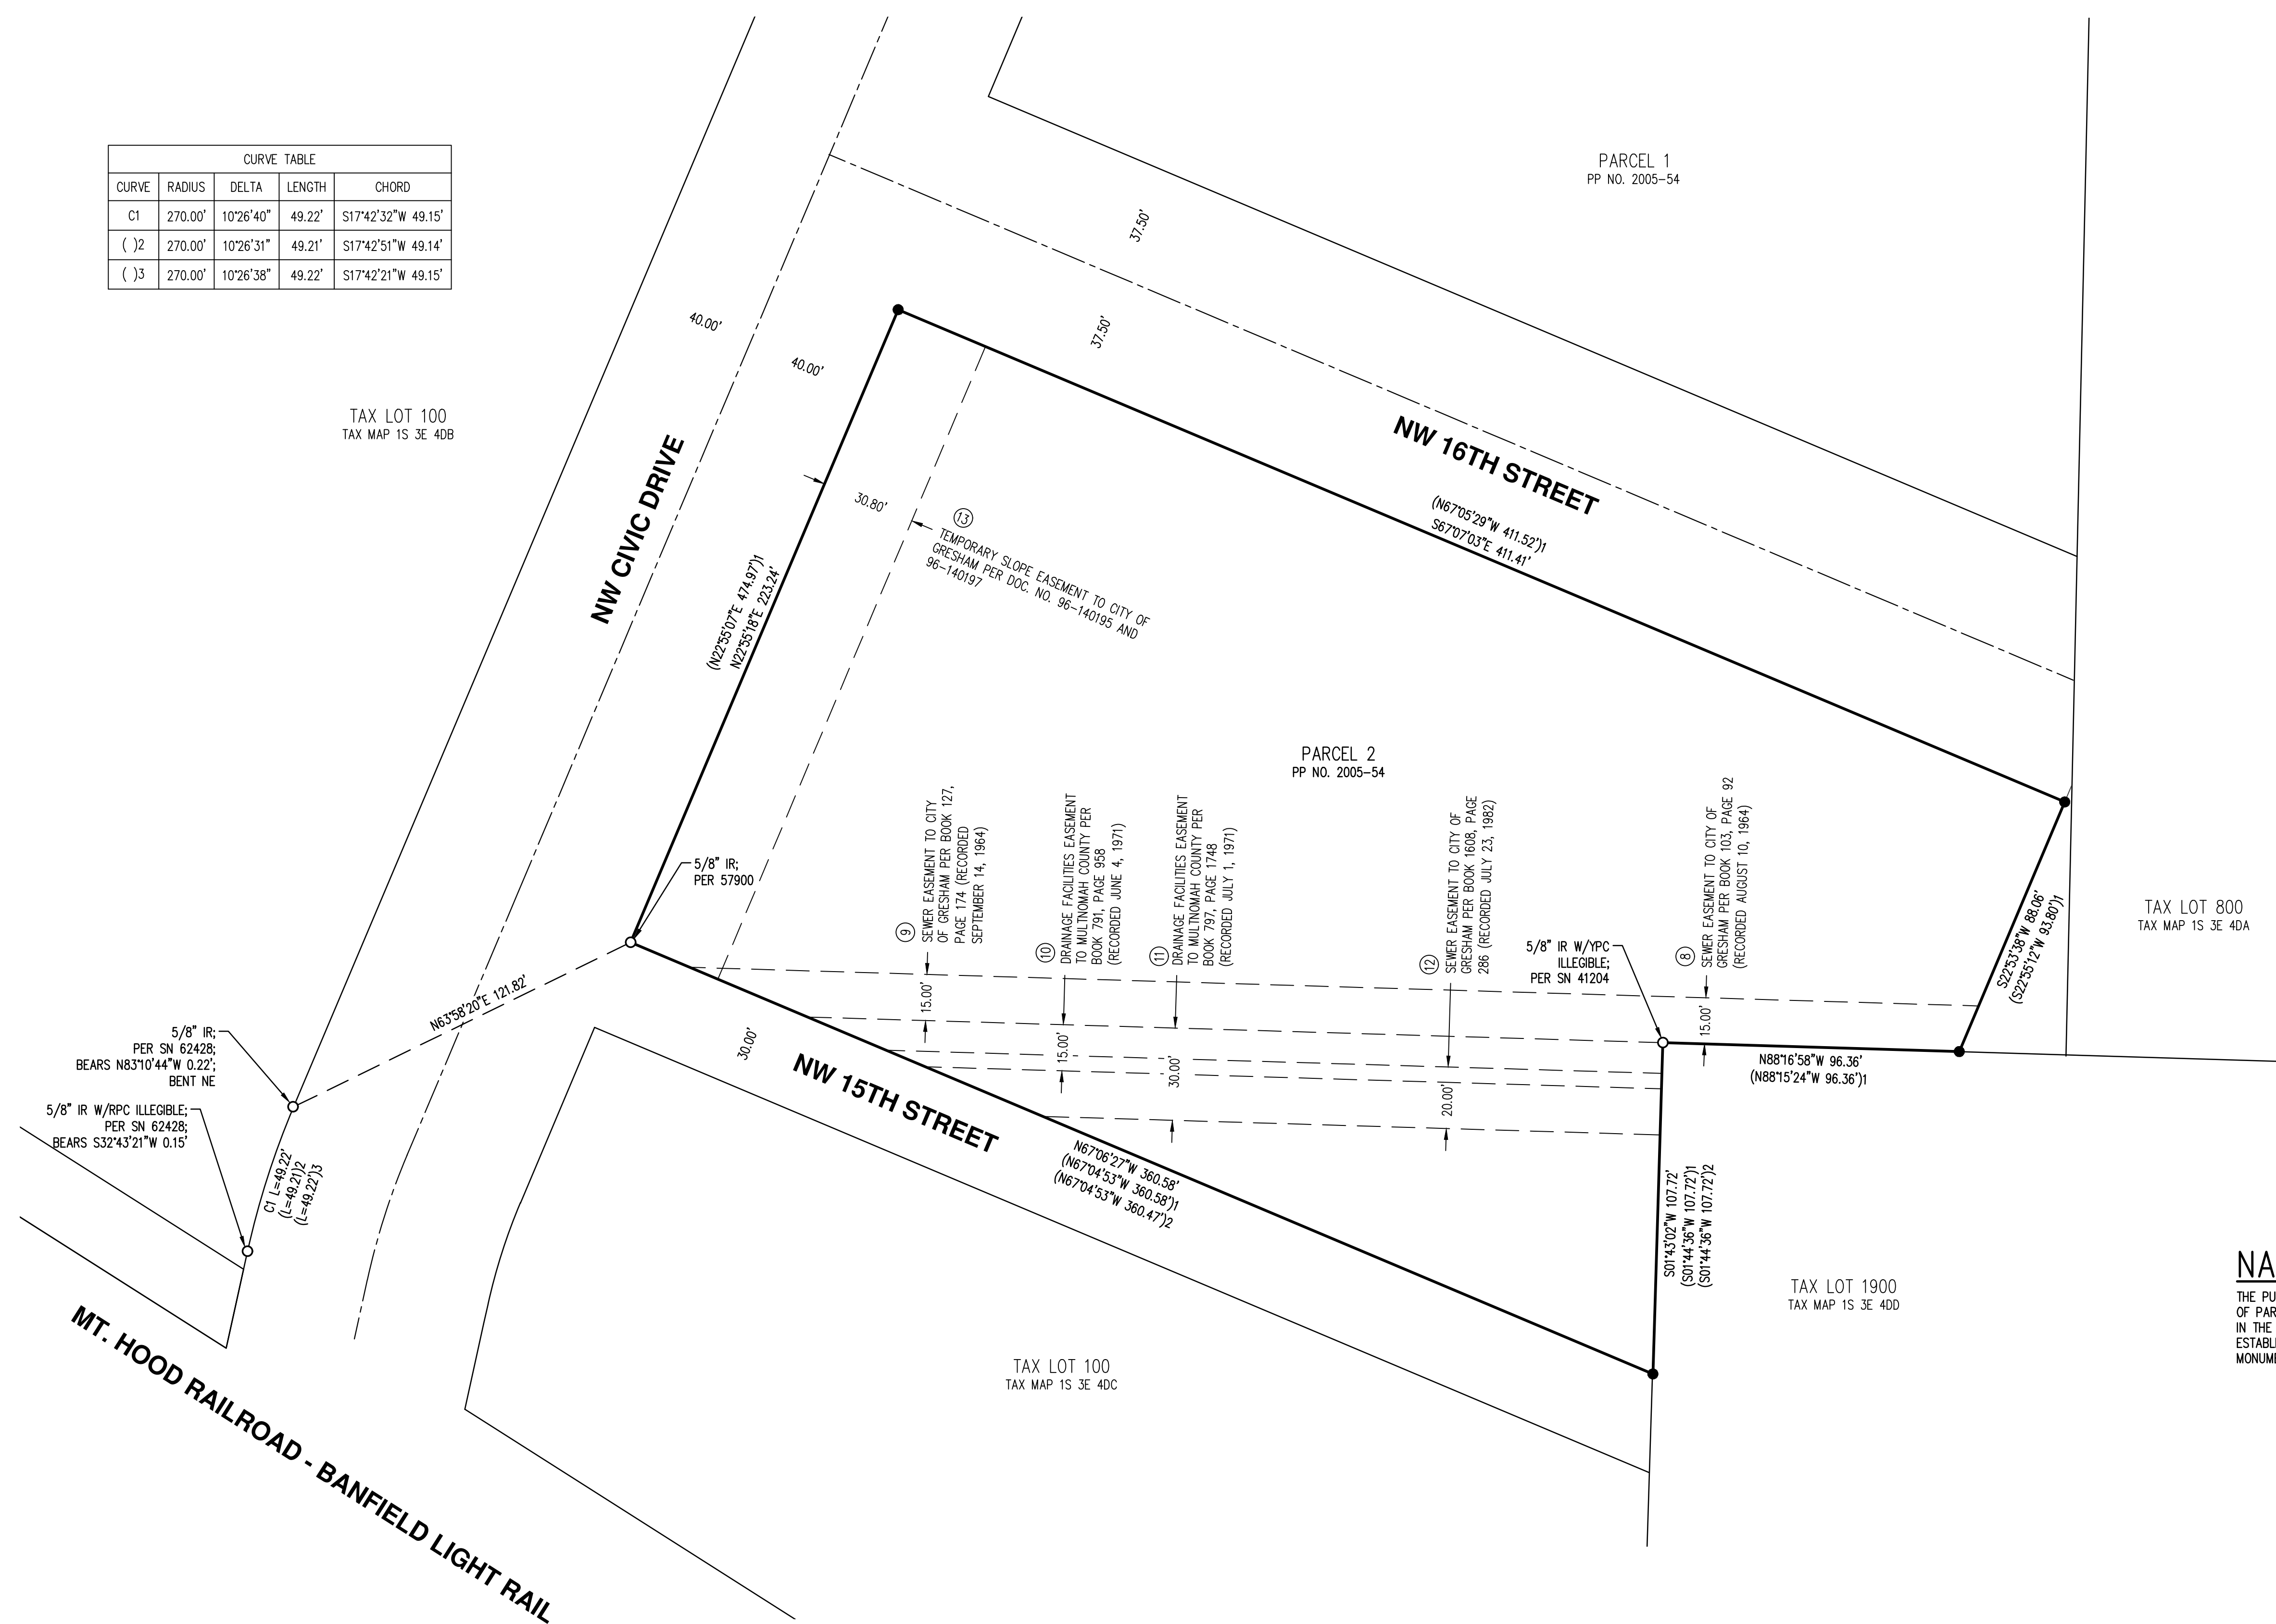 CURVE TABLE
CURVE RADIUS DELTA LENGTH CHORD
C1 270.00' 10°26'40" 49.22' S17°42'32"W 49.15'
( )2 270.00' 10°26'31" 49.21' S17°42'51"W 49.14'
( )3 270.00' 10°26'38" 49.22' S17°42'21"W 49.15'
PARCEL 1
PP NO. 2005-54
37.50'
37.50'
40.00'
40.00'
TAX LOT 100
TAX MAP 1S 3E 4DB
NW CIVIC DRIVE
NW 16TH STREET
(N67°05'29"W 411.52')1
S67°07'03"E 411.41'
30.80'
13
TEMPORARY SLOPE EASEMENT TO CITY OF
GRESHAM PER DOC. NO. 96-140195 AND
96-140197
(N22°55'07"E 474.97')1
N22°55'18"E 223.24'
PARCEL 2
PP NO. 2005-54
5/8" IR;
PER 57900
9
SEWER EASEMENT TO CITY
OF GRESHAM PER BOOK 127,
PAGE 174 (RECORDED
SEPTEMBER 14, 1964)
10
DRAINAGE FACILITIES EASEMENT
TO MULTNOMAH COUNTY PER
BOOK 791, PAGE 958
(RECORDED JUNE 4, 1971)
11
DRAINAGE FACILITIES EASEMENT
TO MULTNOMAH COUNTY PER
BOOK 797, PAGE 1748
(RECORDED JULY 1, 1971)
12
SEWER EASEMENT TO CITY OF
GRESHAM PER BOOK 1608, PAGE
286 (RECORDED JULY 23, 1982)
8
SEWER EASEMENT TO CITY OF
GRESHAM PER BOOK 103, PAGE 92
(RECORDED AUGUST 10, 1964)
5/8" IR W/YPC
ILLEGIBLE;
PER SN 41204
S22°53'38"W 88.06'
(S22°55'12"W 93.80')1
TAX LOT 800
TAX MAP 1S 3E 4DA
15.00'
15.00'
30.00'
20.00'
15.00'
N88°16'58"W 96.36'
(N88°15'24"W 96.36')1
N63°58'20"E 121.82'
5/8" IR;
PER SN 62428;
BEARS N83°10'44"W 0.22';
BENT NE
5/8" IR W/RPC ILLEGIBLE;
PER SN 62428;
BEARS S32°43'21"W 0.15'
C1 L=49.22'
(L=49.21)2
(L=49.22')3
30.00'
NW 15TH STREET
N67°06'27"W 360.58'
(N67°04'53"W 360.58')1
(N67°04'53"W 360.47')2
S01°43'02"W 107.72'
(S01°44'36"W 107.72')1
(S01°44'36"W 107.72')2
TAX LOT 1900
TAX MAP 1S 3E 4DD
TAX LOT 100
TAX MAP 1S 3E 4DC
MT. HOOD RAILROAD - BANFIELD LIGHT RAIL
NA
THE PU
OF PAR
IN THE
ESTABL
MONUM